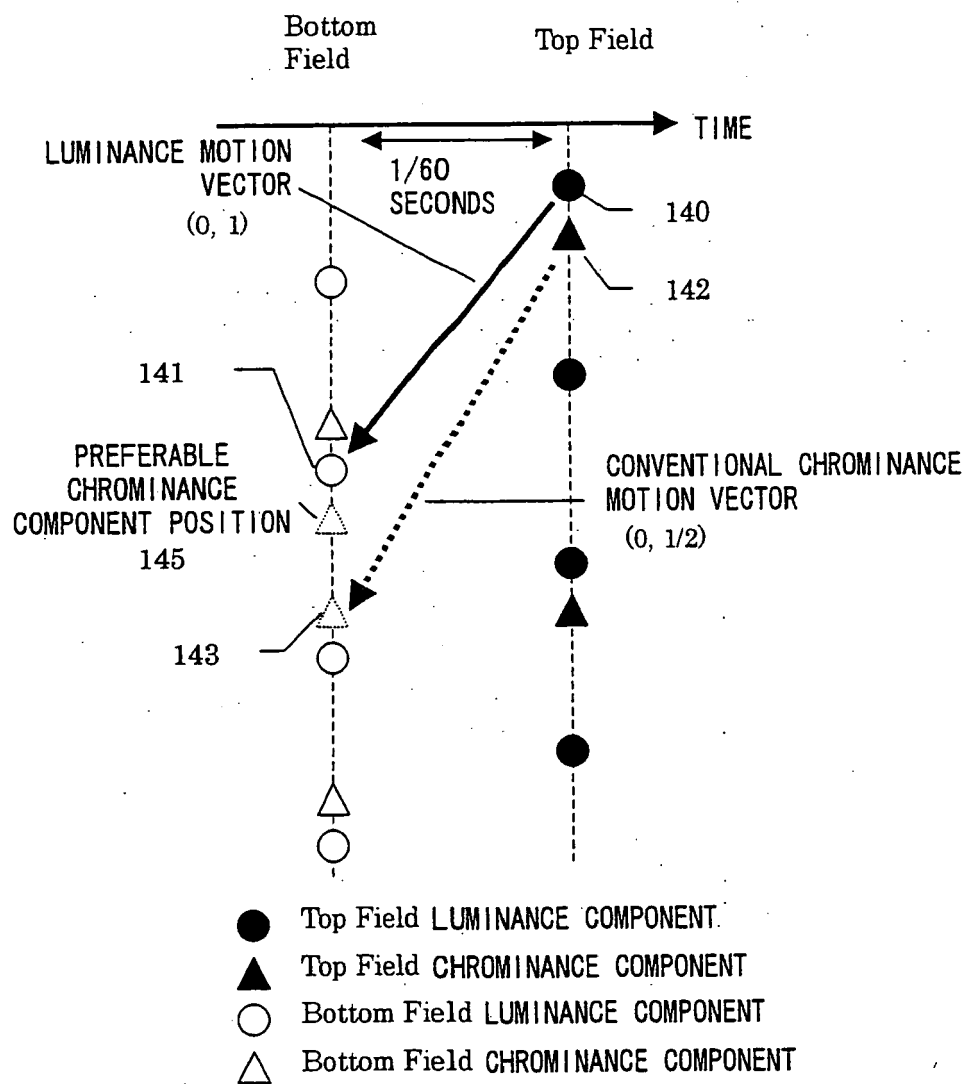 Bottom
Field
Top Field
TIME
LUMINANCE MOTION
VECTOR
(0, 1)
1/60
SECONDS
140
142
141
PREFERABLE
CHROMINANCE
COMPONENT POSITION
145
CONVENTIONAL CHROMINANCE
MOTION VECTOR
(0, 1/2)
143
Top Field LUMINANCE COMPONENT
Top Field CHROMINANCE COMPONENT
Bottom Field LUMINANCE COMPONENT
Bottom Field CHROMINANCE COMPONENT